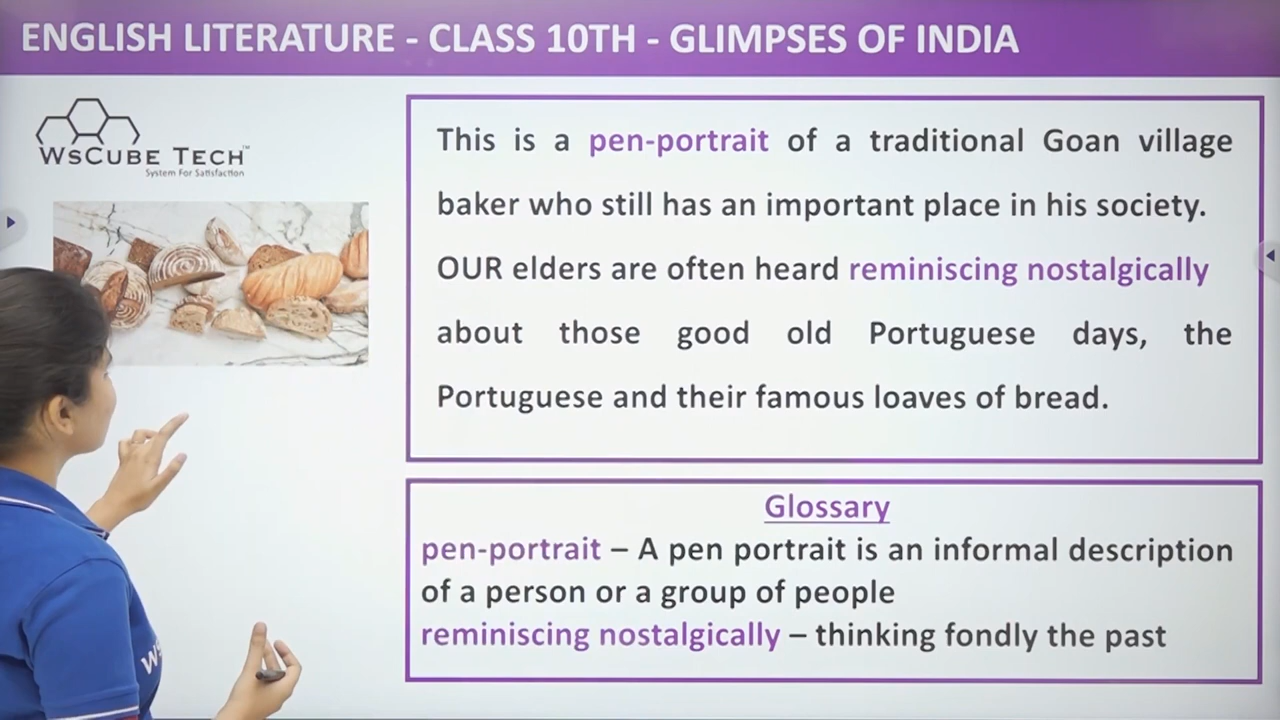 ENGLISH LITERATURE - CLASS 10TH - GLIMPSES OF INDIA
WSCUBE TECH™
System For Satisfaction
This is a pen-portrait of a traditional Goan village
baker who still has an important place in his society.
OUR elders are often heard reminiscing nostalgically
about those good old Portuguese days, the
Portuguese and their famous loaves of bread.
Glossary
pen-portrait – A pen portrait is an informal description
of a person or a group of people
reminiscing nostalgically – thinking fondly the past